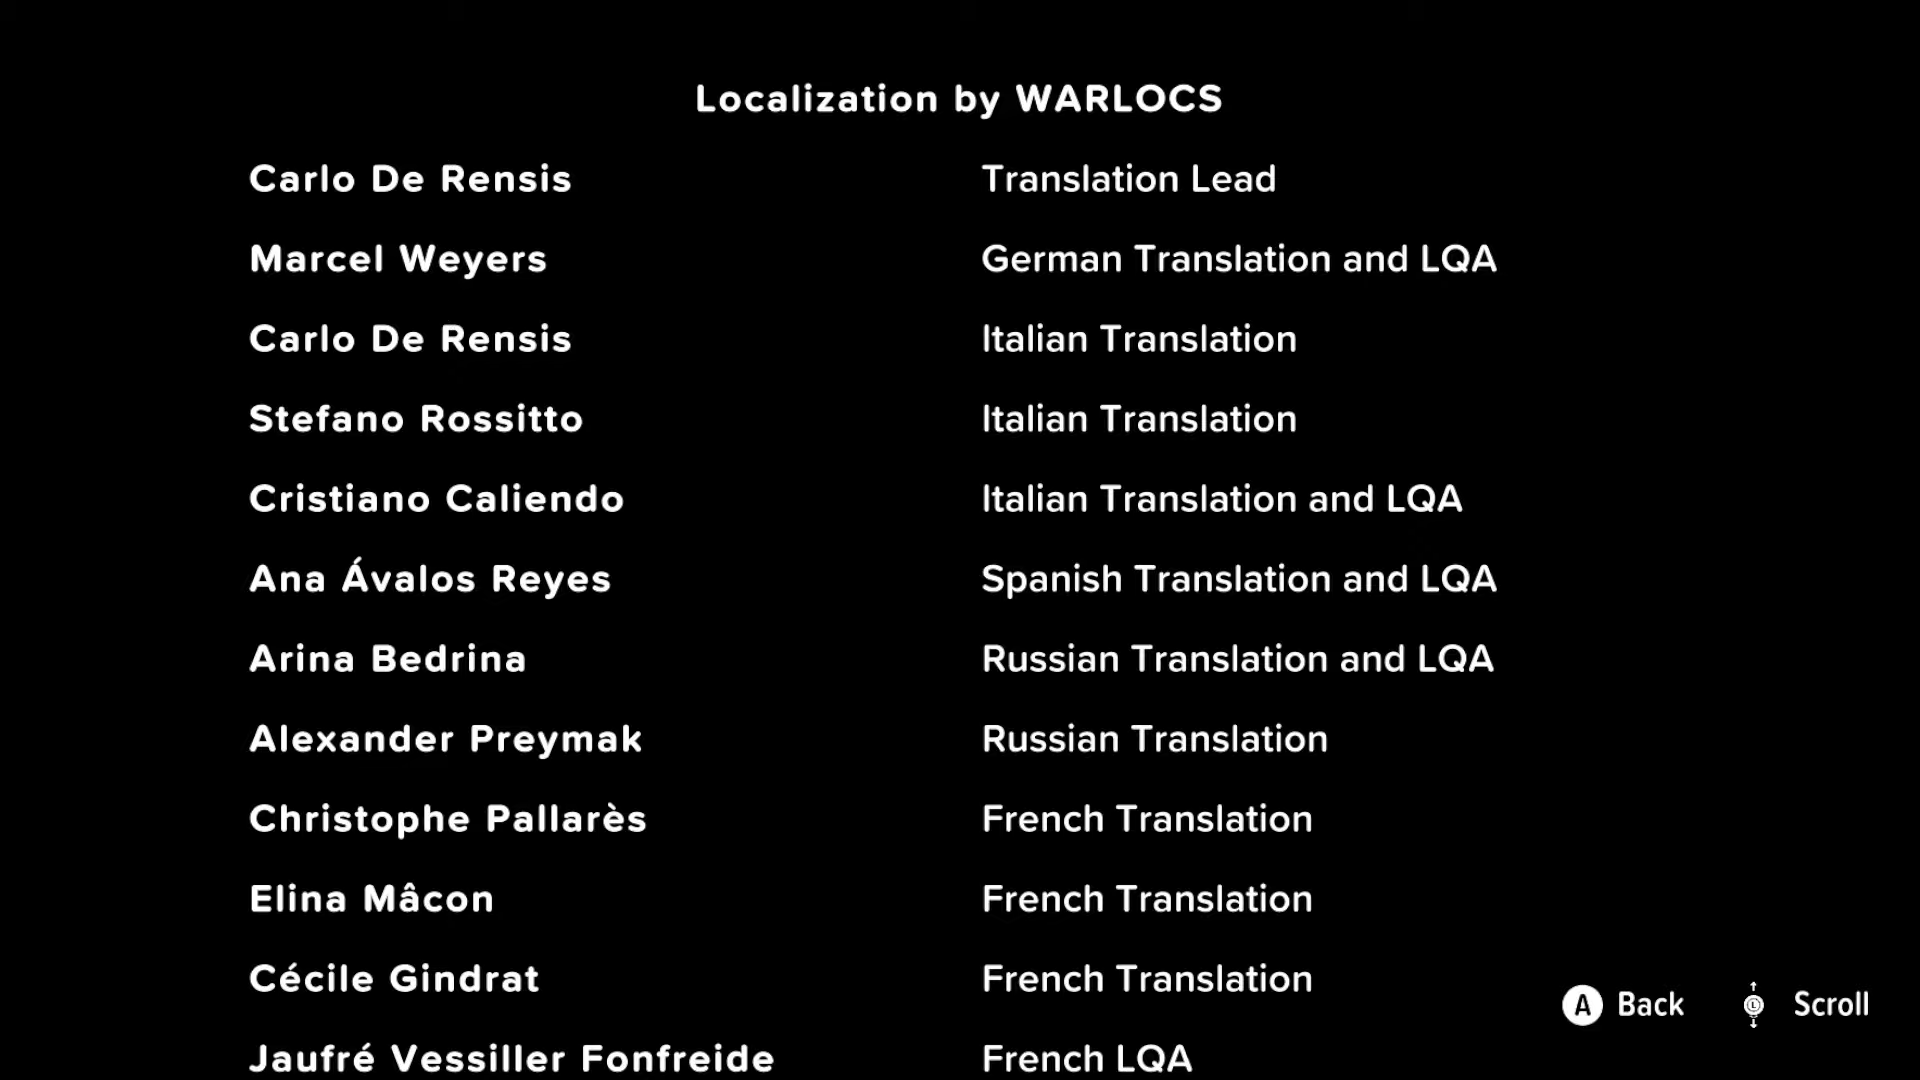 Localization by WARLOCS
Carlo De Rensis Translation Lead
Marcel Weyers German Translation and LQA
Carlo De Rensis Italian Translation
Stefano Rossitto Italian Translation
Cristiano Caliendo Italian Translation and LQA
Ana Ávalos Reyes Spanish Translation and LQA
Arina Bedrina Russian Translation and LQA
Alexander Preymak Russian Translation
Christophe Pallarès French Translation
Elina Mâcon French Translation
Cécile Gindrat French Translation
A Back L Scroll
Jaufré Vessiller Fonfreide French LQA